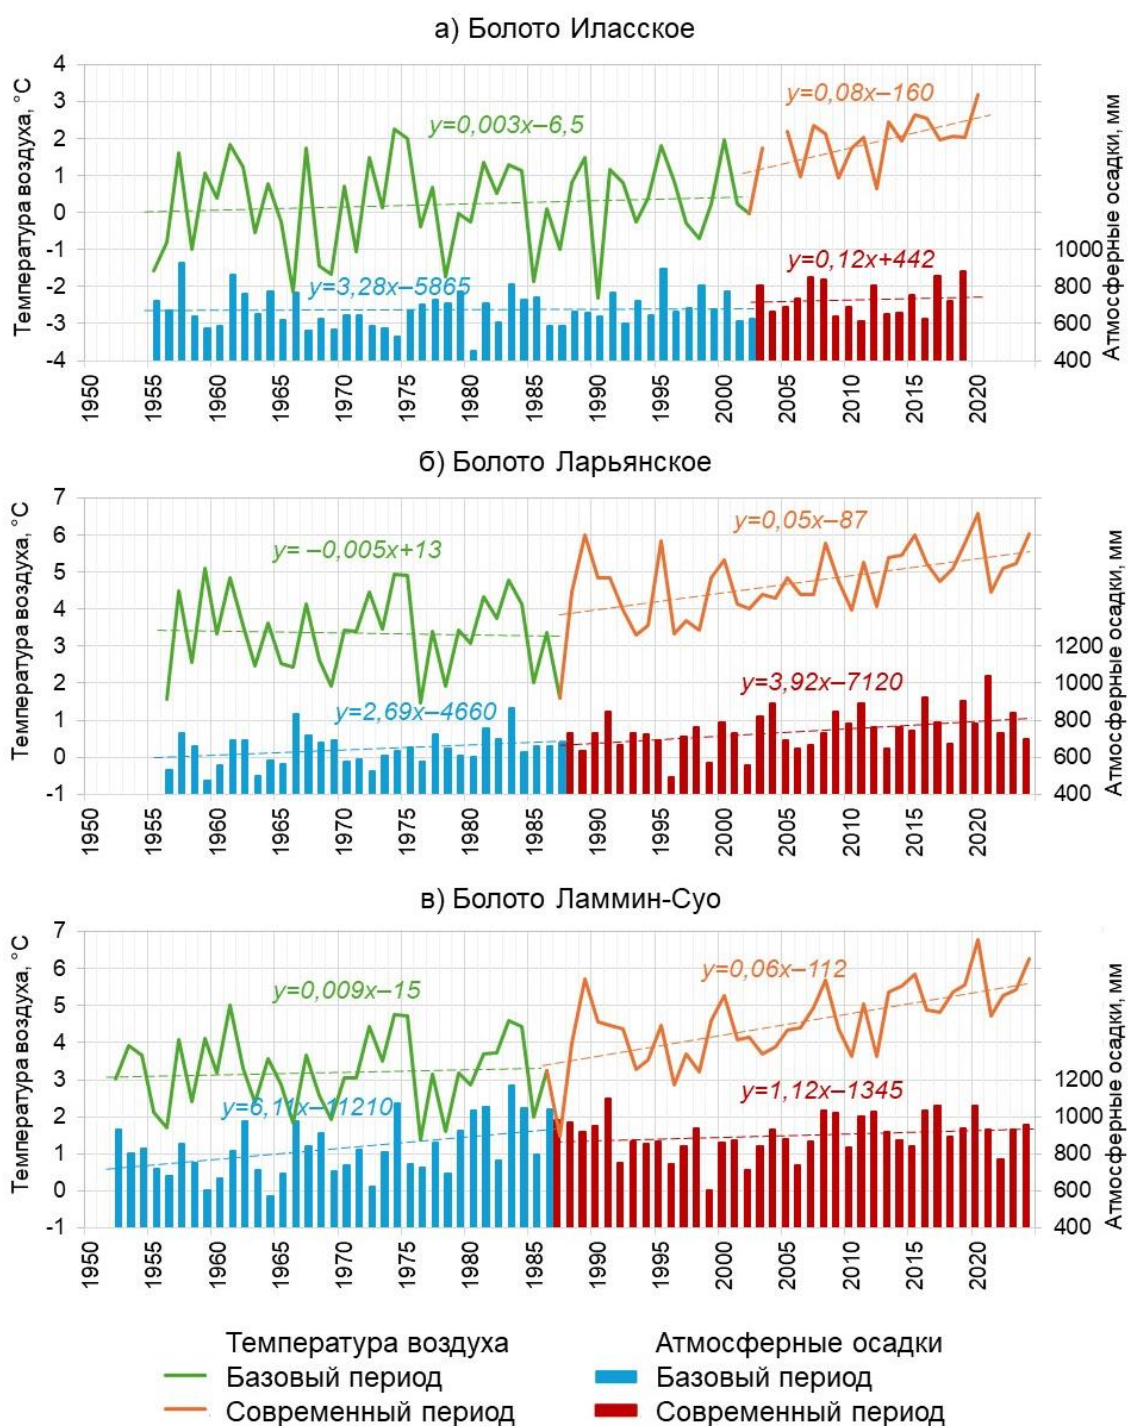 а) Болото Иласское
Температура воздуха, °С
4
3
2
1
0
-1
-2
-3
-4
y=0,003x–6,5
y=0,08x–160
y=3,28x–5865
y=0,12x+442
1000
800
600
400
Атмосферные осадки, мм
1950 1955 1960 1965 1970 1975 1980 1985 1990 1995 2000 2005 2010 2015 2020
б) Болото Ларьянское
Температура воздуха, °С
7
6
5
4
3
2
1
0
-1
y= –0,005x+13
y=0,05x–87
y=2,69x–4660
y=3,92x–7120
1200
1000
800
600
400
Атмосферные осадки, мм
1950 1955 1960 1965 1970 1975 1980 1985 1990 1995 2000 2005 2010 2015 2020
в) Болото Ламмин-Суо
Температура воздуха, °С
7
6
5
4
3
2
1
0
-1
y=0,009x–15
y=0,06x–112
y=6,11x–11210
y=1,12x–1345
1200
1000
800
600
400
Атмосферные осадки, мм
1950 1955 1960 1965 1970 1975 1980 1985 1990 1995 2000 2005 2010 2015 2020
Температура воздуха
Базовый период
Современный период
Атмосферные осадки
Базовый период
Современный период